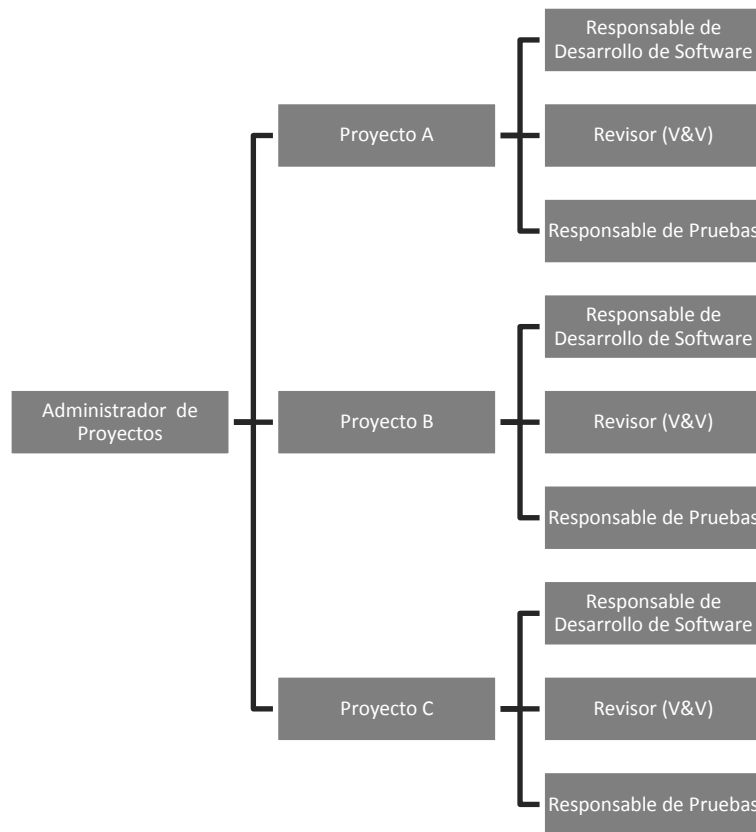 Responsable de
Desarrollo de Software
Proyecto A
Revisor (V&V)
Responsable de Pruebas
Responsable de
Desarrollo de Software
Administrador de
Proyectos
Proyecto B
Revisor (V&V)
Responsable de Pruebas
Responsable de
Desarrollo de Software
Proyecto C
Revisor (V&V)
Responsable de Pruebas